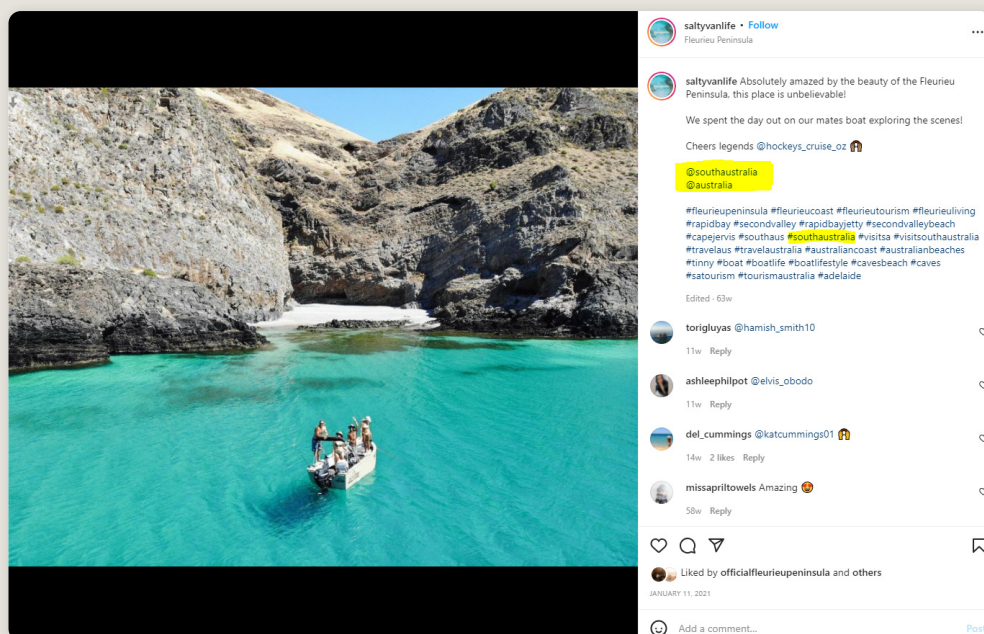 saltyvanlife • Follow
Fleurieu Peninsula
saltyvanlife Absolutely amazed by the beauty of the Fleurieu
Peninsula, this place is unbelievable!
We spent the day out on our mates boat exploring the scenes!
Cheers legends @hockeys_cruise_oz 🙌
@southaustralia
@australia
#fleurieupeninsula #fleurieucoast #fleurieutourism #fleurieuliving
#rapidbay #secondvalley #rapidbayjetty #secondvalleybeach
#capejervis #southaus #southaustralia #visitsa #visitsouthaustralia
#travelaus #travelaustralia #australiancoast #australianbeaches
#tinny #boat #boatlife #boatlifestyle #cavesbeach #caves
#satourism #tourismaustralia #adelaide
Edited · 63w
torigluyas @hamish_smith10
11w Reply
ashleephilpot @elvis_obodo
11w Reply
del_cummings @katcummings01 🙌
14w 2 likes Reply
missapriltowels Amazing 🤩
58w Reply
Liked by officialfleurieupeninsula and others
JANUARY 11, 2021
Add a comment...
Post